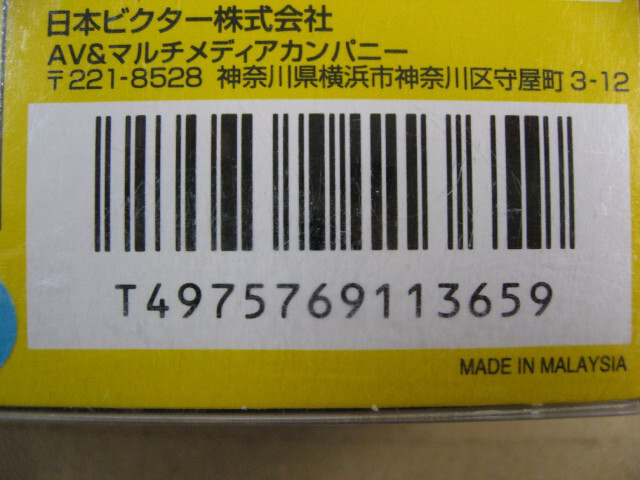 日本ビクター株式会社
AV&マルチメディアカンパニー
〒221-8528 神奈川県横浜市神奈川区守屋町 3-12
T4975769113659
MADE IN MALAYSIA